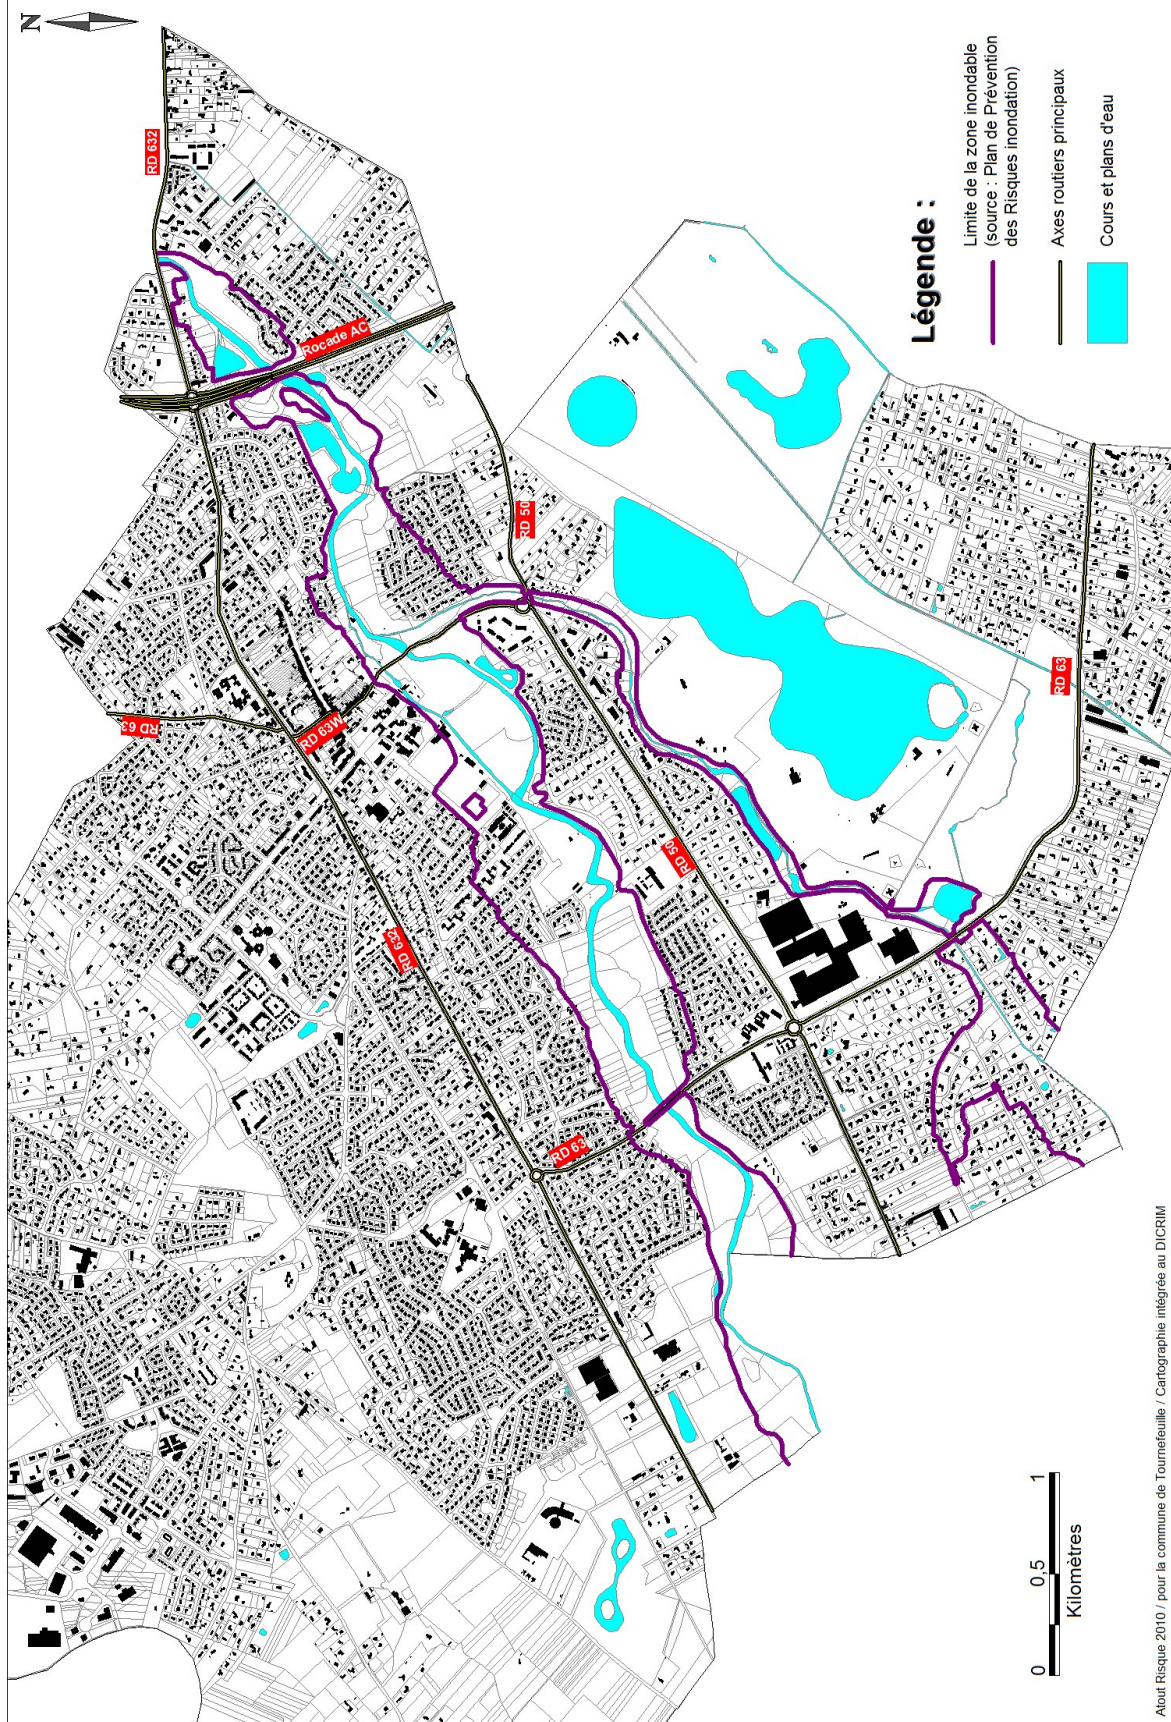 N
RD 632
Rocade AC
RD 50
RD 63
RD 63W
RD 632
RD 50
RD 63
RD 63
Légende :
Limite de la zone inondable
(source : Plan de Prévention
des Risques inondation)
Axes routiers principaux
Cours et plans d'eau
0
0,5
1
Kilomètres
Atout Risque 2010 / pour la commune de Tournefeuille / Cartographie intégrée au DICRIM